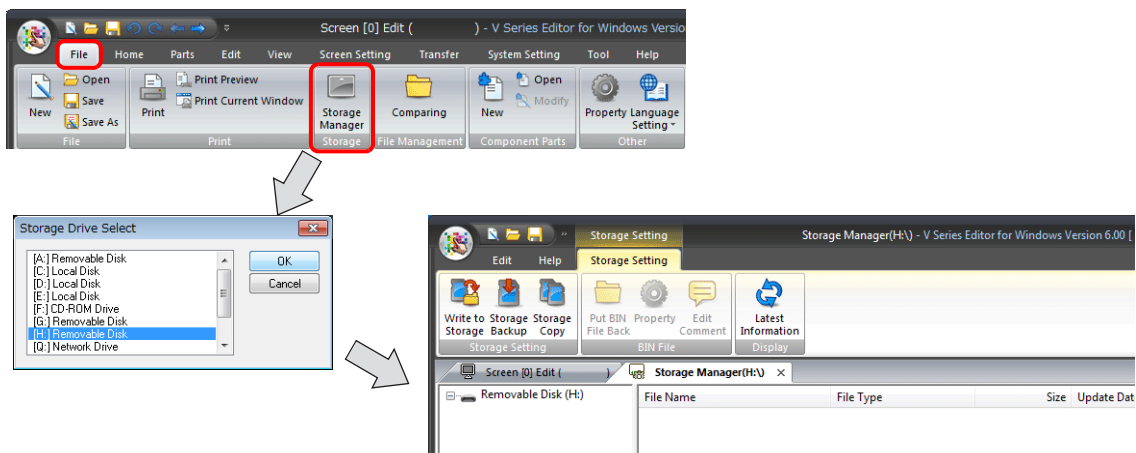 Screen [0] Edit ( ) - V Series Editor for Windows Versio
File Home Parts Edit View Screen Setting Transfer System Setting Tool Help
New
Open
Save
Save As
File
Print
Print Preview
Print Current Window
Print
Storage
Manager
Storage
Comparing
File Management
New
Open
Modify
Component Parts
Property
Language
Setting
Other
Storage Drive Select
[A:] Removable Disk
[C:] Local Disk
[D:] Local Disk
[E:] Local Disk
[F:] CD-ROM Drive
[G:] Removable Disk
[H:] Removable Disk
[Q:] Network Drive
OK
Cancel
Storage Setting
Storage Manager(H:\) - V Series Editor for Windows Version 6.00 [
Edit Help Storage Setting
Write to
Storage
Storage
Backup
Storage
Copy
Storage Setting
Put BIN
File Back
Property
Edit
Comment
BIN File
Latest
Information
Display
Screen [0] Edit ( )
Storage Manager(H:\)
Removable Disk (H:)
File Name File Type Size Update Dat